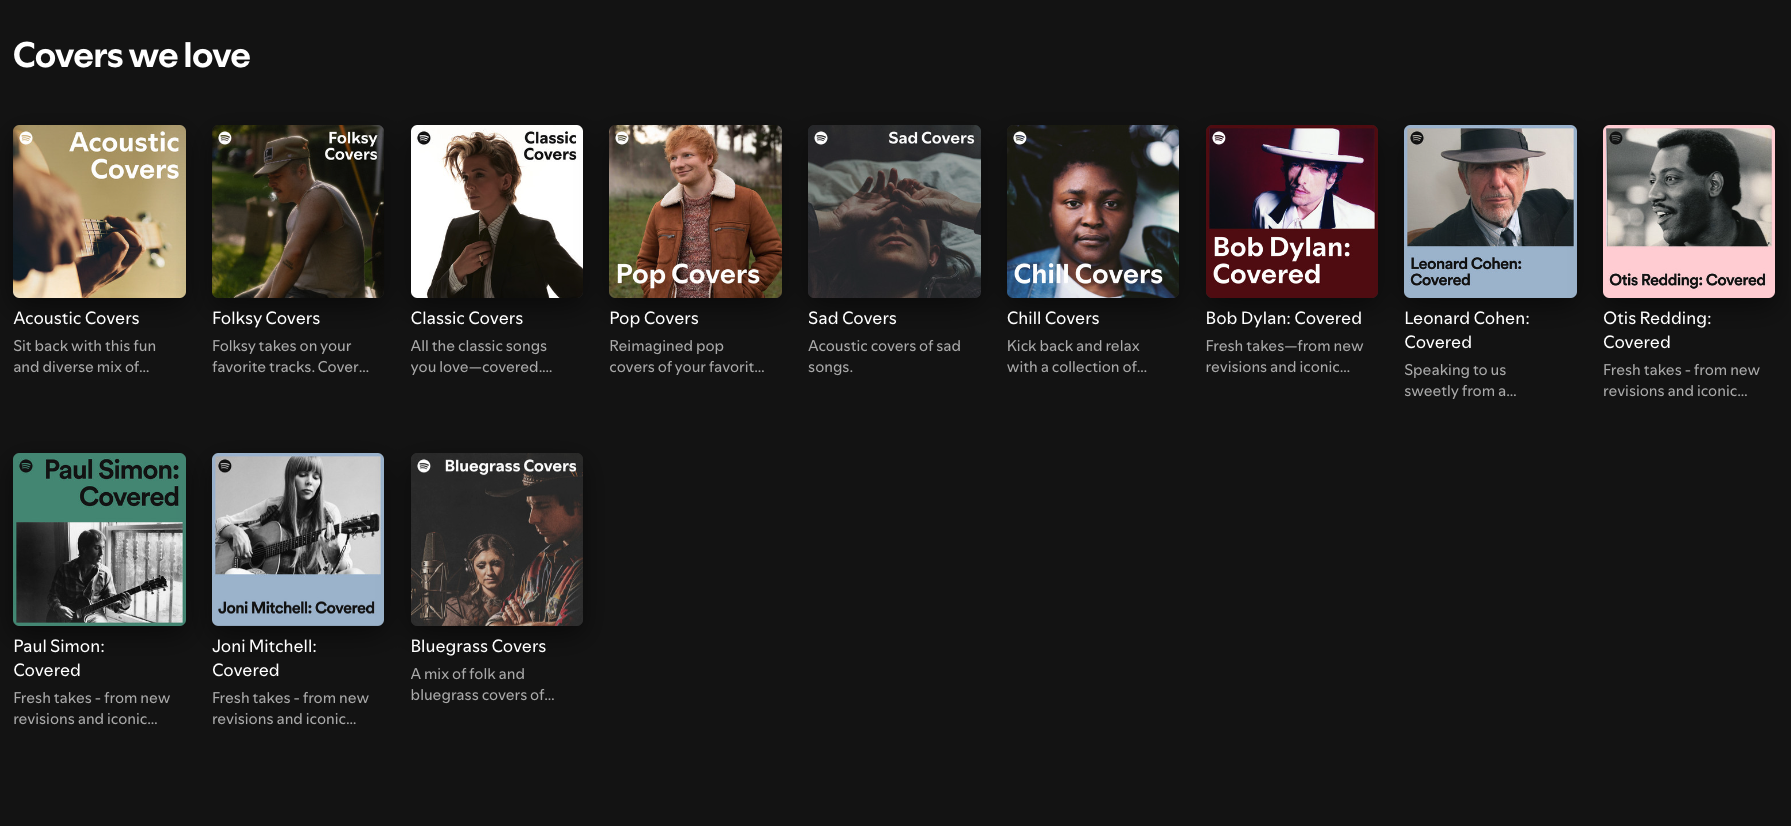 Covers we love
Acoustic
Covers
Acoustic Covers
Sit back with this fun
and diverse mix of...
Folksy
Covers
Folksy Covers
Folksy takes on your
favorite tracks. Cover...
Classic
Covers
Classic Covers
All the classic songs
you love—covered....
Pop Covers
Pop Covers
Reimagined pop
covers of your favorit...
Sad Covers
Sad Covers
Acoustic covers of sad
songs.
Chill Covers
Chill Covers
Kick back and relax
with a collection of...
Bob Dylan:
Covered
Bob Dylan: Covered
Fresh takes—from new
revisions and iconic...
Leonard Cohen:
Covered
Leonard Cohen:
Covered
Speaking to us
sweetly from a...
Otis Redding: Covered
Otis Redding:
Covered
Fresh takes - from new
revisions and iconic...
Paul Simon:
Covered
Paul Simon:
Covered
Fresh takes - from new
revisions and iconic...
Joni Mitchell: Covered
Joni Mitchell:
Covered
Fresh takes - from new
revisions and iconic...
Bluegrass Covers
Bluegrass Covers
A mix of folk and
bluegrass covers of...